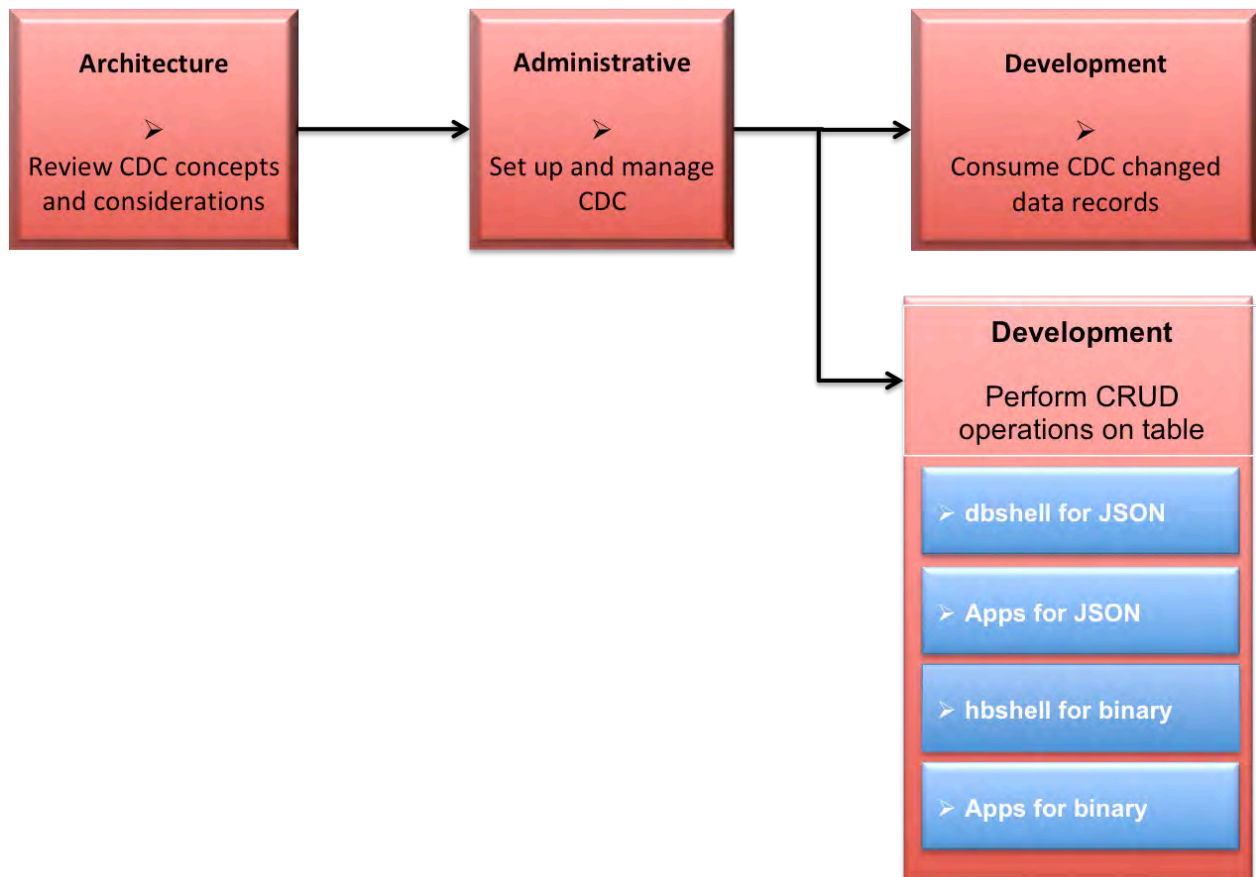 Architecture
➢
Review CDC concepts
and considerations
Administrative
➢
Set up and manage
CDC
Development
➢
Consume CDC changed
data records
Development
Perform CRUD
operations on table
➢ dbshell for JSON
➢ Apps for JSON
➢ hbshell for binary
➢ Apps for binary